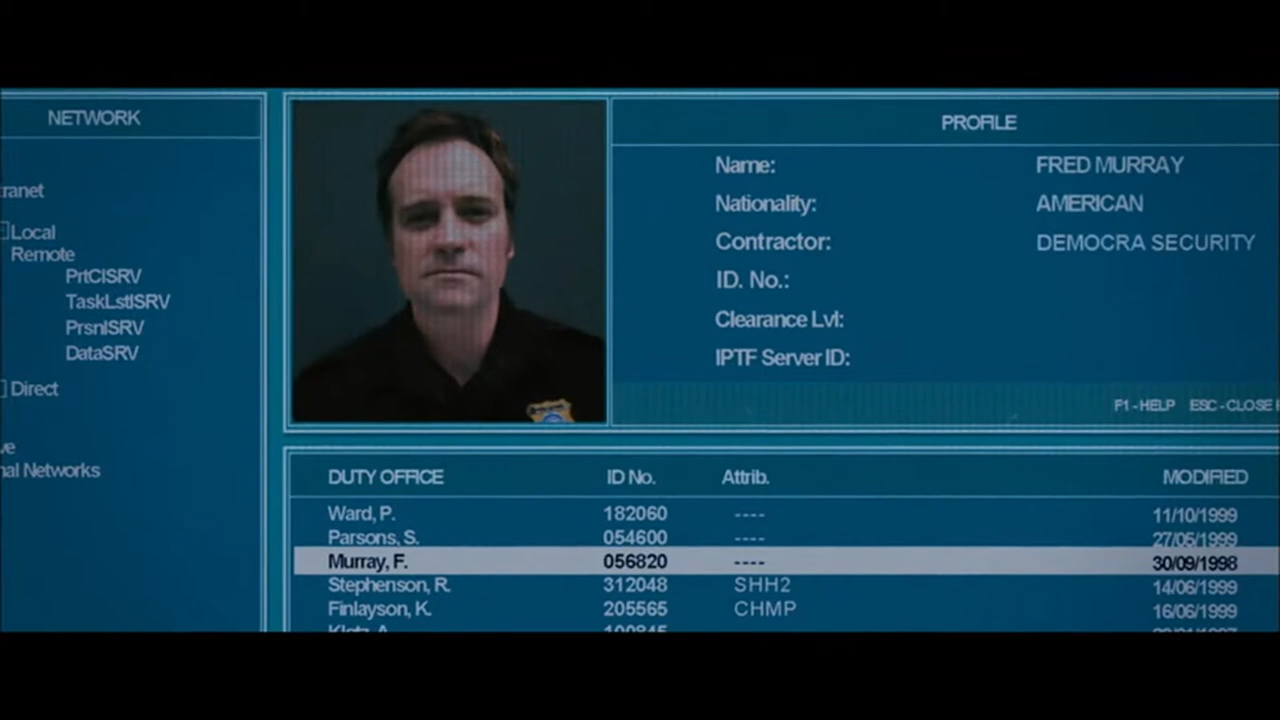 NETWORK
ranet
Local
Remote
PrtClSRV
TaskLstISRV
PrsnlSRV
DataSRV
Direct
ve
nal Networks
PROFILE
Name: FRED MURRAY
Nationality: AMERICAN
Contractor: DEMOCRA SECURITY
ID. No.:
Clearance Lvl:
IPTF Server ID:
F1 - HELP ESC - CLOSE
DUTY OFFICE ID No. Attrib. MODIFIED
Ward, P. 182060 ---- 11/10/1999
Parsons, S. 054600 ---- 27/05/1999
Murray, F. 056820 ---- 30/09/1998
Stephenson, R. 312048 SHH2 14/06/1999
Finlayson, K. 205565 CHMP 16/06/1999